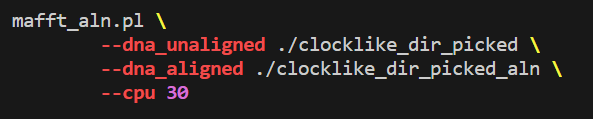 mafft_aln.pl \
--dna_unaligned ./clocklike_dir_picked \
--dna_aligned ./clocklike_dir_picked_aln \
--cpu 30